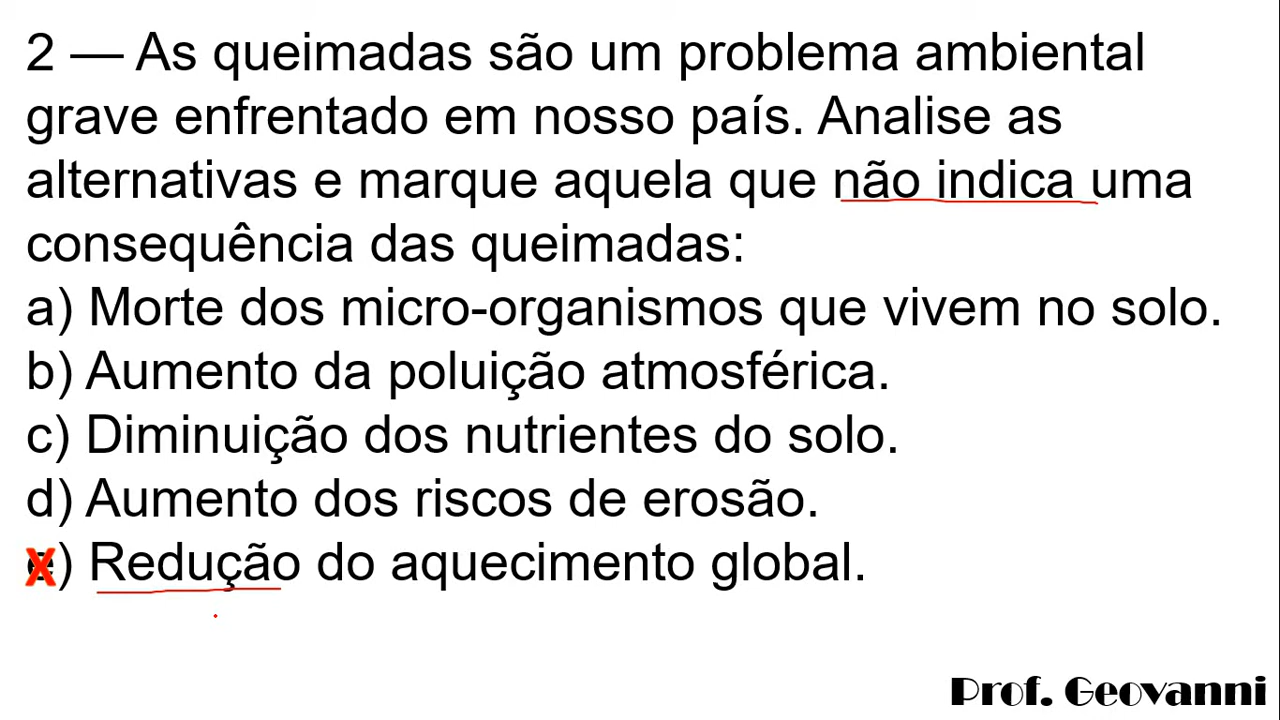 2 — As queimadas são um problema ambiental
grave enfrentado em nosso país. Analise as
alternativas e marque aquela que não indica uma
consequência das queimadas:
a) Morte dos micro-organismos que vivem no solo.
b) Aumento da poluição atmosférica.
c) Diminuição dos nutrientes do solo.
d) Aumento dos riscos de erosão.
e) Redução do aquecimento global.
Prof. Geovanni